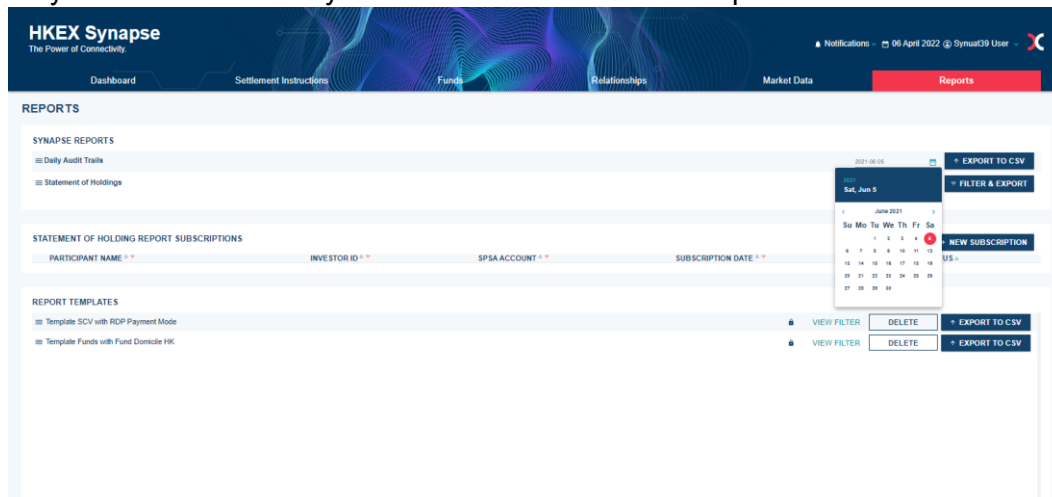 HKEX Synapse
The Power of Connectivity.
Notifications 06 April 2022 Synuat39 User
Dashboard Settlement Instructions Funds Relationships Market Data Reports
REPORTS
SYNAPSE REPORTS
Daily Audit Trails 2021-06-05 EXPORT TO CSV
Statement of Holdings FILTER & EXPORT
2021
Sat, Jun 5
June 2021
Su Mo Tu We Th Fr Sa
1 2 3 4 5
6 7 8 9 10 11 12
13 14 15 16 17 18 19
20 21 22 23 24 25 26
27 28 29 30
STATEMENT OF HOLDING REPORT SUBSCRIPTIONS NEW SUBSCRIPTION
PARTICIPANT NAME INVESTOR ID SPSA ACCOUNT SUBSCRIPTION DATE
REPORT TEMPLATES
Template SCV with RDP Payment Mode VIEW FILTER DELETE EXPORT TO CSV
Template Funds with Fund Domicile HK VIEW FILTER DELETE EXPORT TO CSV